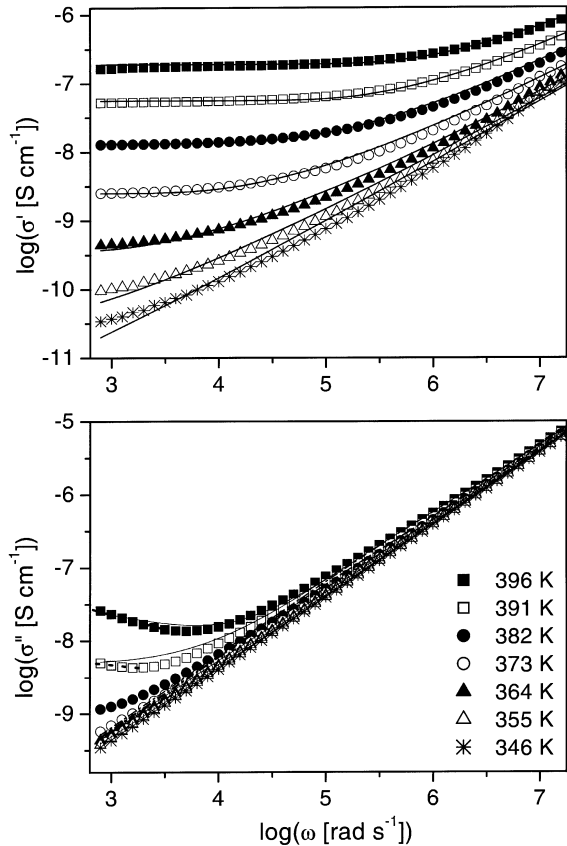 -6
-7
-8
-9
-10
-11
log(σ' [S cm⁻¹])
3 4 5 6 7
-5
-6
-7
-8
-9
log(σ'' [S cm⁻¹])
396 K
391 K
382 K
373 K
364 K
355 K
346 K
3 4 5 6 7
log(ω [rad s⁻¹])